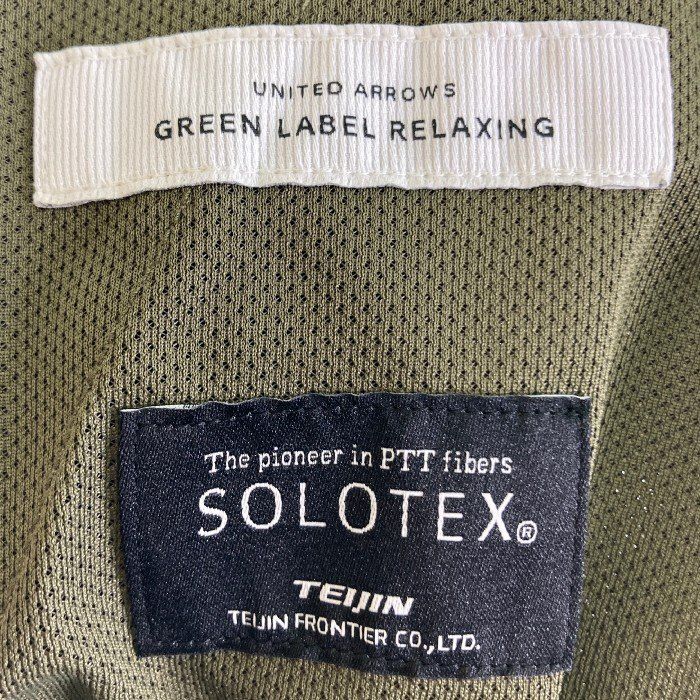 UNITED ARROWS
GREEN LABEL RELAXING
The pioneer in PTT fibers
SOLOTEX®
TEIJIN
TEIJIN FRONTIER CO.,LTD.